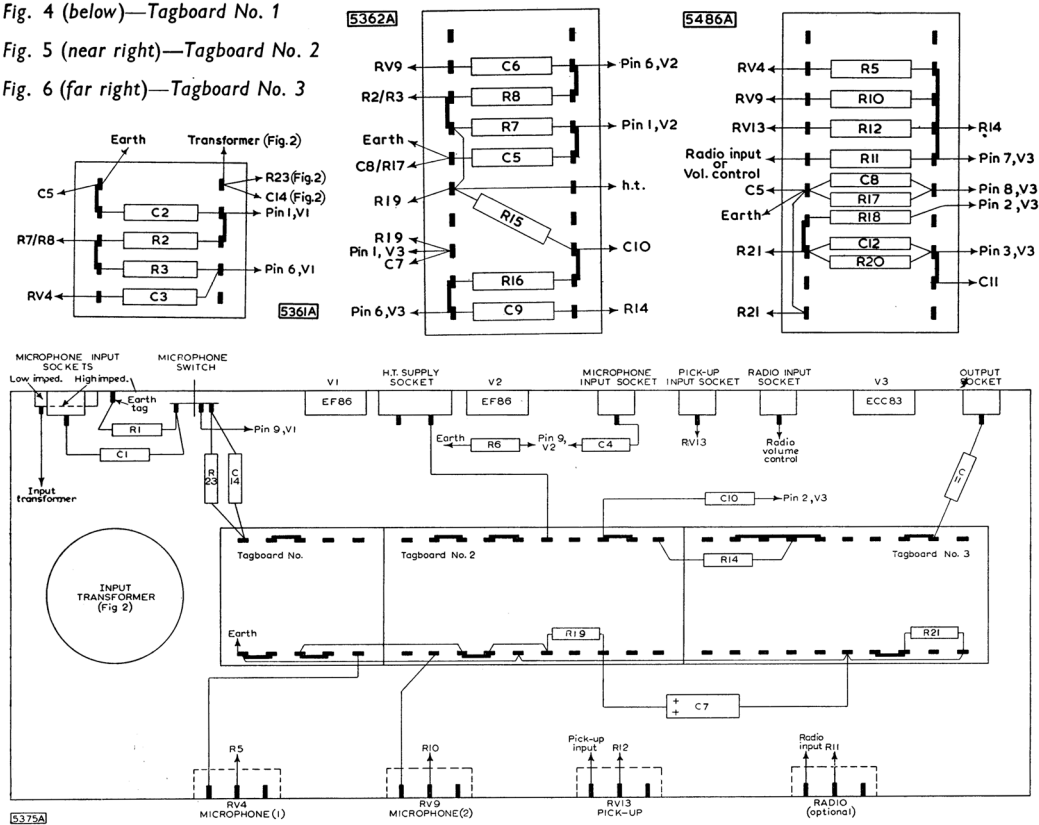 Fig. 4 (below)—Tagboard No. 1
Fig. 5 (near right)—Tagboard No. 2
Fig. 6 (far right)—Tagboard No. 3
Earth
Transformer (Fig.2)
R23 (Fig.2)
C14 (Fig.2)
C5
C2
Pin 1,V1
R7/R8
R2
R3
Pin 6,V1
RV4
C3
5361A
5362A
RV9
C6
Pin 6,V2
R2/R3
R8
R7
Pin 1,V2
Earth
C5
C8/R17
h.t.
R19
R15
R19
Pin 1, V3
C7
C10
R16
Pin 6,V3
C9
R14
5486A
RV4
R5
RV9
R10
RV13
R12
R14
Radio input
or
Vol. control
R11
Pin 7,V3
C8
C5
Pin 8,V3
R17
Pin 2,V3
Earth
R18
C12
R21
Pin 3,V3
R20
C11
R21
MICROPHONE INPUT
SOCKETS
Low imped. High imped.
MICROPHONE
SWITCH
V1
EF86
H.T. SUPPLY
SOCKET
V2
EF86
MICROPHONE
INPUT SOCKET
PICK-UP
INPUT SOCKET
RADIO INPUT
SOCKET
V3
ECC83
OUTPUT
SOCKET
Earth
tag
R1
C1
Pin 9,V1
Input
transformer
R
23
C
14
Earth
R6
Pin 9,
V2
C4
RV13
Radio
volume
control
C
11
C10
Pin 2,V3
Tagboard No.
Tagboard No. 2
R14
Tagboard No. 3
INPUT
TRANSFORMER
(Fig 2)
Earth
R19
R21
C7
+
+
R5
R10
Pick-up
input
R12
Radio
input
R11
RV4
MICROPHONE (1)
RV9
MICROPHONE(2)
RV13
PICK-UP
RADIO
(optional)
5375A